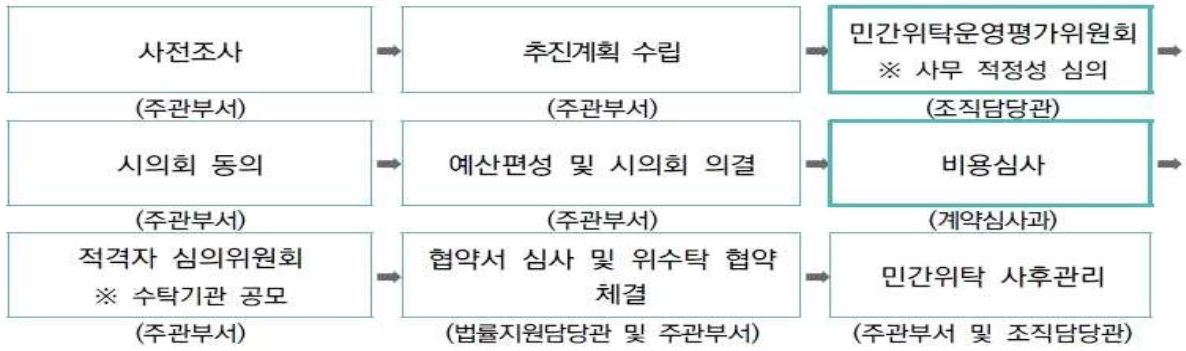 사전조사
추진계획 수립
민간위탁운영평가위원회
※ 사무 적정성 심의
(주관부서)
(주관부서)
(조직담당관)
시의회 동의
예산편성 및 시의회 의결
비용심사
(주관부서)
(주관부서)
(계약심사과)
적격자 심의위원회
※ 수탁기관 공모
협약서 심사 및 위수탁 협약
체결
민간위탁 사후관리
(주관부서)
(법률지원담당관 및 주관부서)
(주관부서 및 조직담당관)